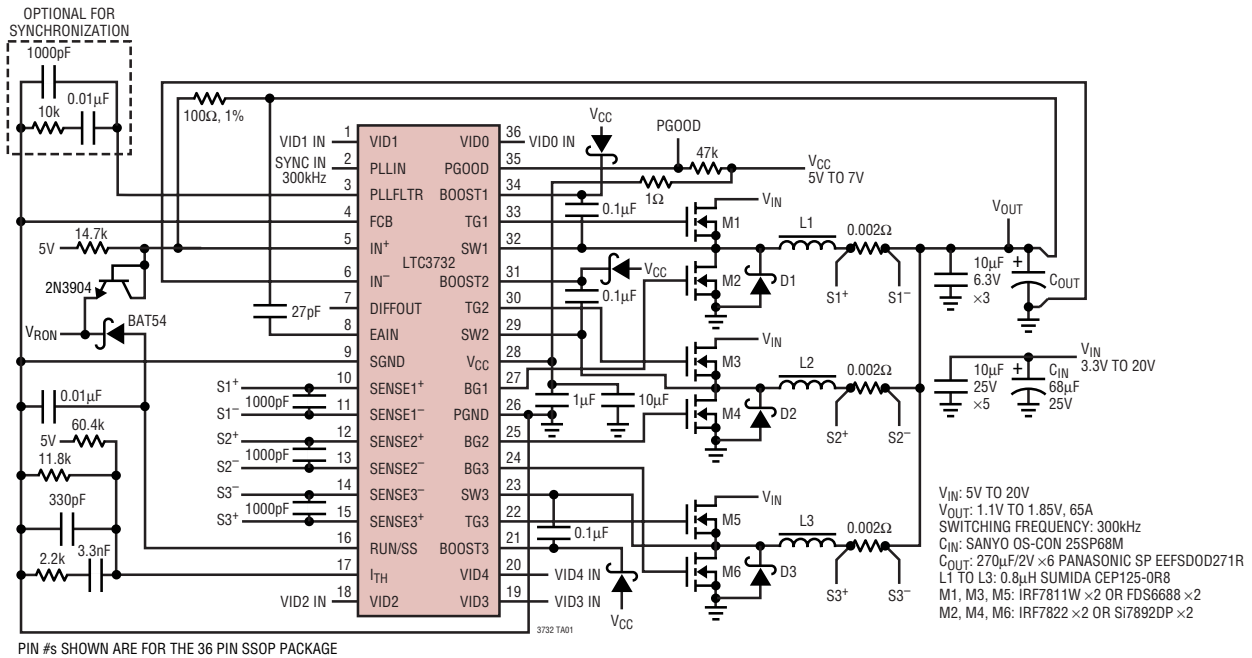 OPTIONAL FOR
SYNCHRONIZATION
1000pF
0.01µF
10k
100Ω, 1%
VID1 IN
1
VID1
SYNC IN
300kHz
2
PLLIN
3
PLLFLTR
4
FCB
5V
14.7k
5
IN+
2N3904
6
IN−
7
DIFFOUT
27pF
BAT54
VRON
8
EAIN
9
SGND
S1+
10
SENSE1+
1000pF
S1−
11
SENSE1−
0.01µF
S2+
12
SENSE2+
5V
60.4k
1000pF
S2−
13
SENSE2−
11.8k
S3−
14
SENSE3−
1000pF
S3+
15
SENSE3+
330pF
16
RUN/SS
2.2k
3.3nF
17
ITH
VID2 IN
18
VID2
LTC3732
VID0
36
VID0 IN
PGOOD
35
BOOST1
34
TG1
33
SW1
32
BOOST2
31
TG2
30
SW2
29
VCC
28
BG1
27
PGND
26
BG2
25
BG3
24
SW3
23
TG3
22
BOOST3
21
VID4
20
VID4 IN
VID3
19
VID3 IN
3732 TA01
VCC
PGOOD
47k
VCC
5V TO 7V
1Ω
0.1µF
VIN
M1
L1
0.002Ω
VOUT
VCC
M2
D1
S1+
S1−
10µF
6.3V
×3
+
COUT
0.1µF
VIN
M3
L2
0.002Ω
1µF
10µF
M4
D2
S2+
S2−
10µF
25V
×5
+
CIN
68µF
25V
VIN
3.3V TO 20V
0.1µF
VCC
VIN
M5
L3
0.002Ω
M6
D3
S3+
S3−
VIN: 5V TO 20V
VOUT: 1.1V TO 1.85V, 65A
SWITCHING FREQUENCY: 300kHz
CIN: SANYO OS-CON 25SP68M
COUT: 270µF/2V ×6 PANASONIC SP EEFSDOD271R
L1 TO L3: 0.8µH SUMIDA CEP125-0R8
M1, M3, M5: IRF7811W ×2 OR FDS6688 ×2
M2, M4, M6: IRF7822 ×2 OR Si7892DP ×2
PIN #s SHOWN ARE FOR THE 36 PIN SSOP PACKAGE